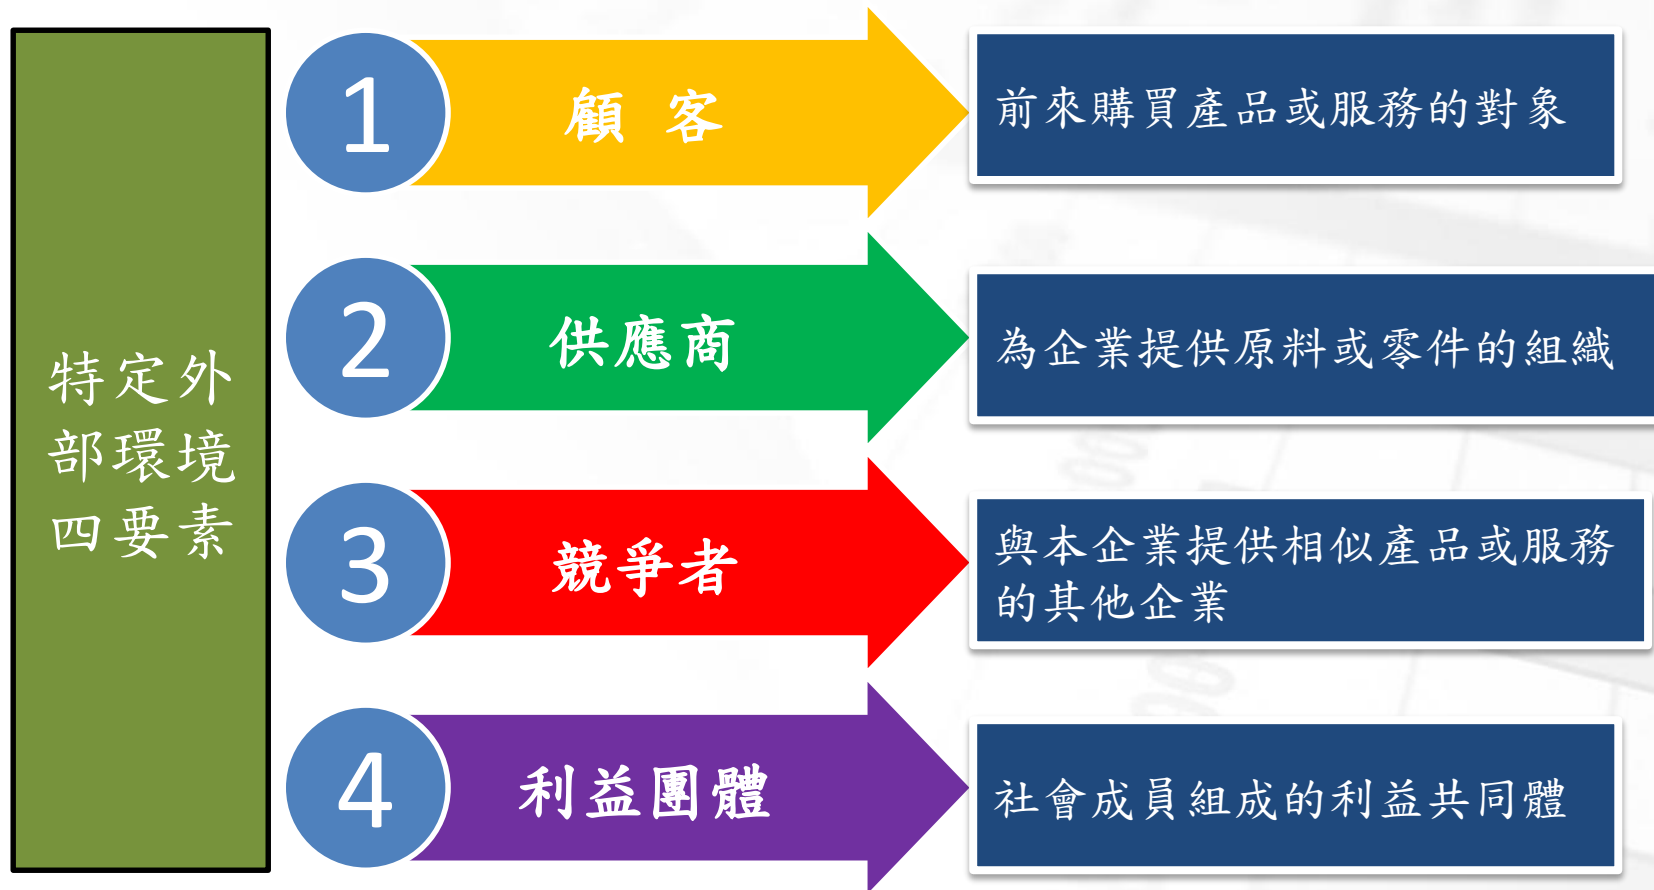 特定外
部環境
四要素
1
顧 客
前來購買產品或服務的對象
2
供應商
為企業提供原料或零件的組織
3
競爭者
與本企業提供相似產品或服務
的其他企業
4
利益團體
社會成員組成的利益共同體